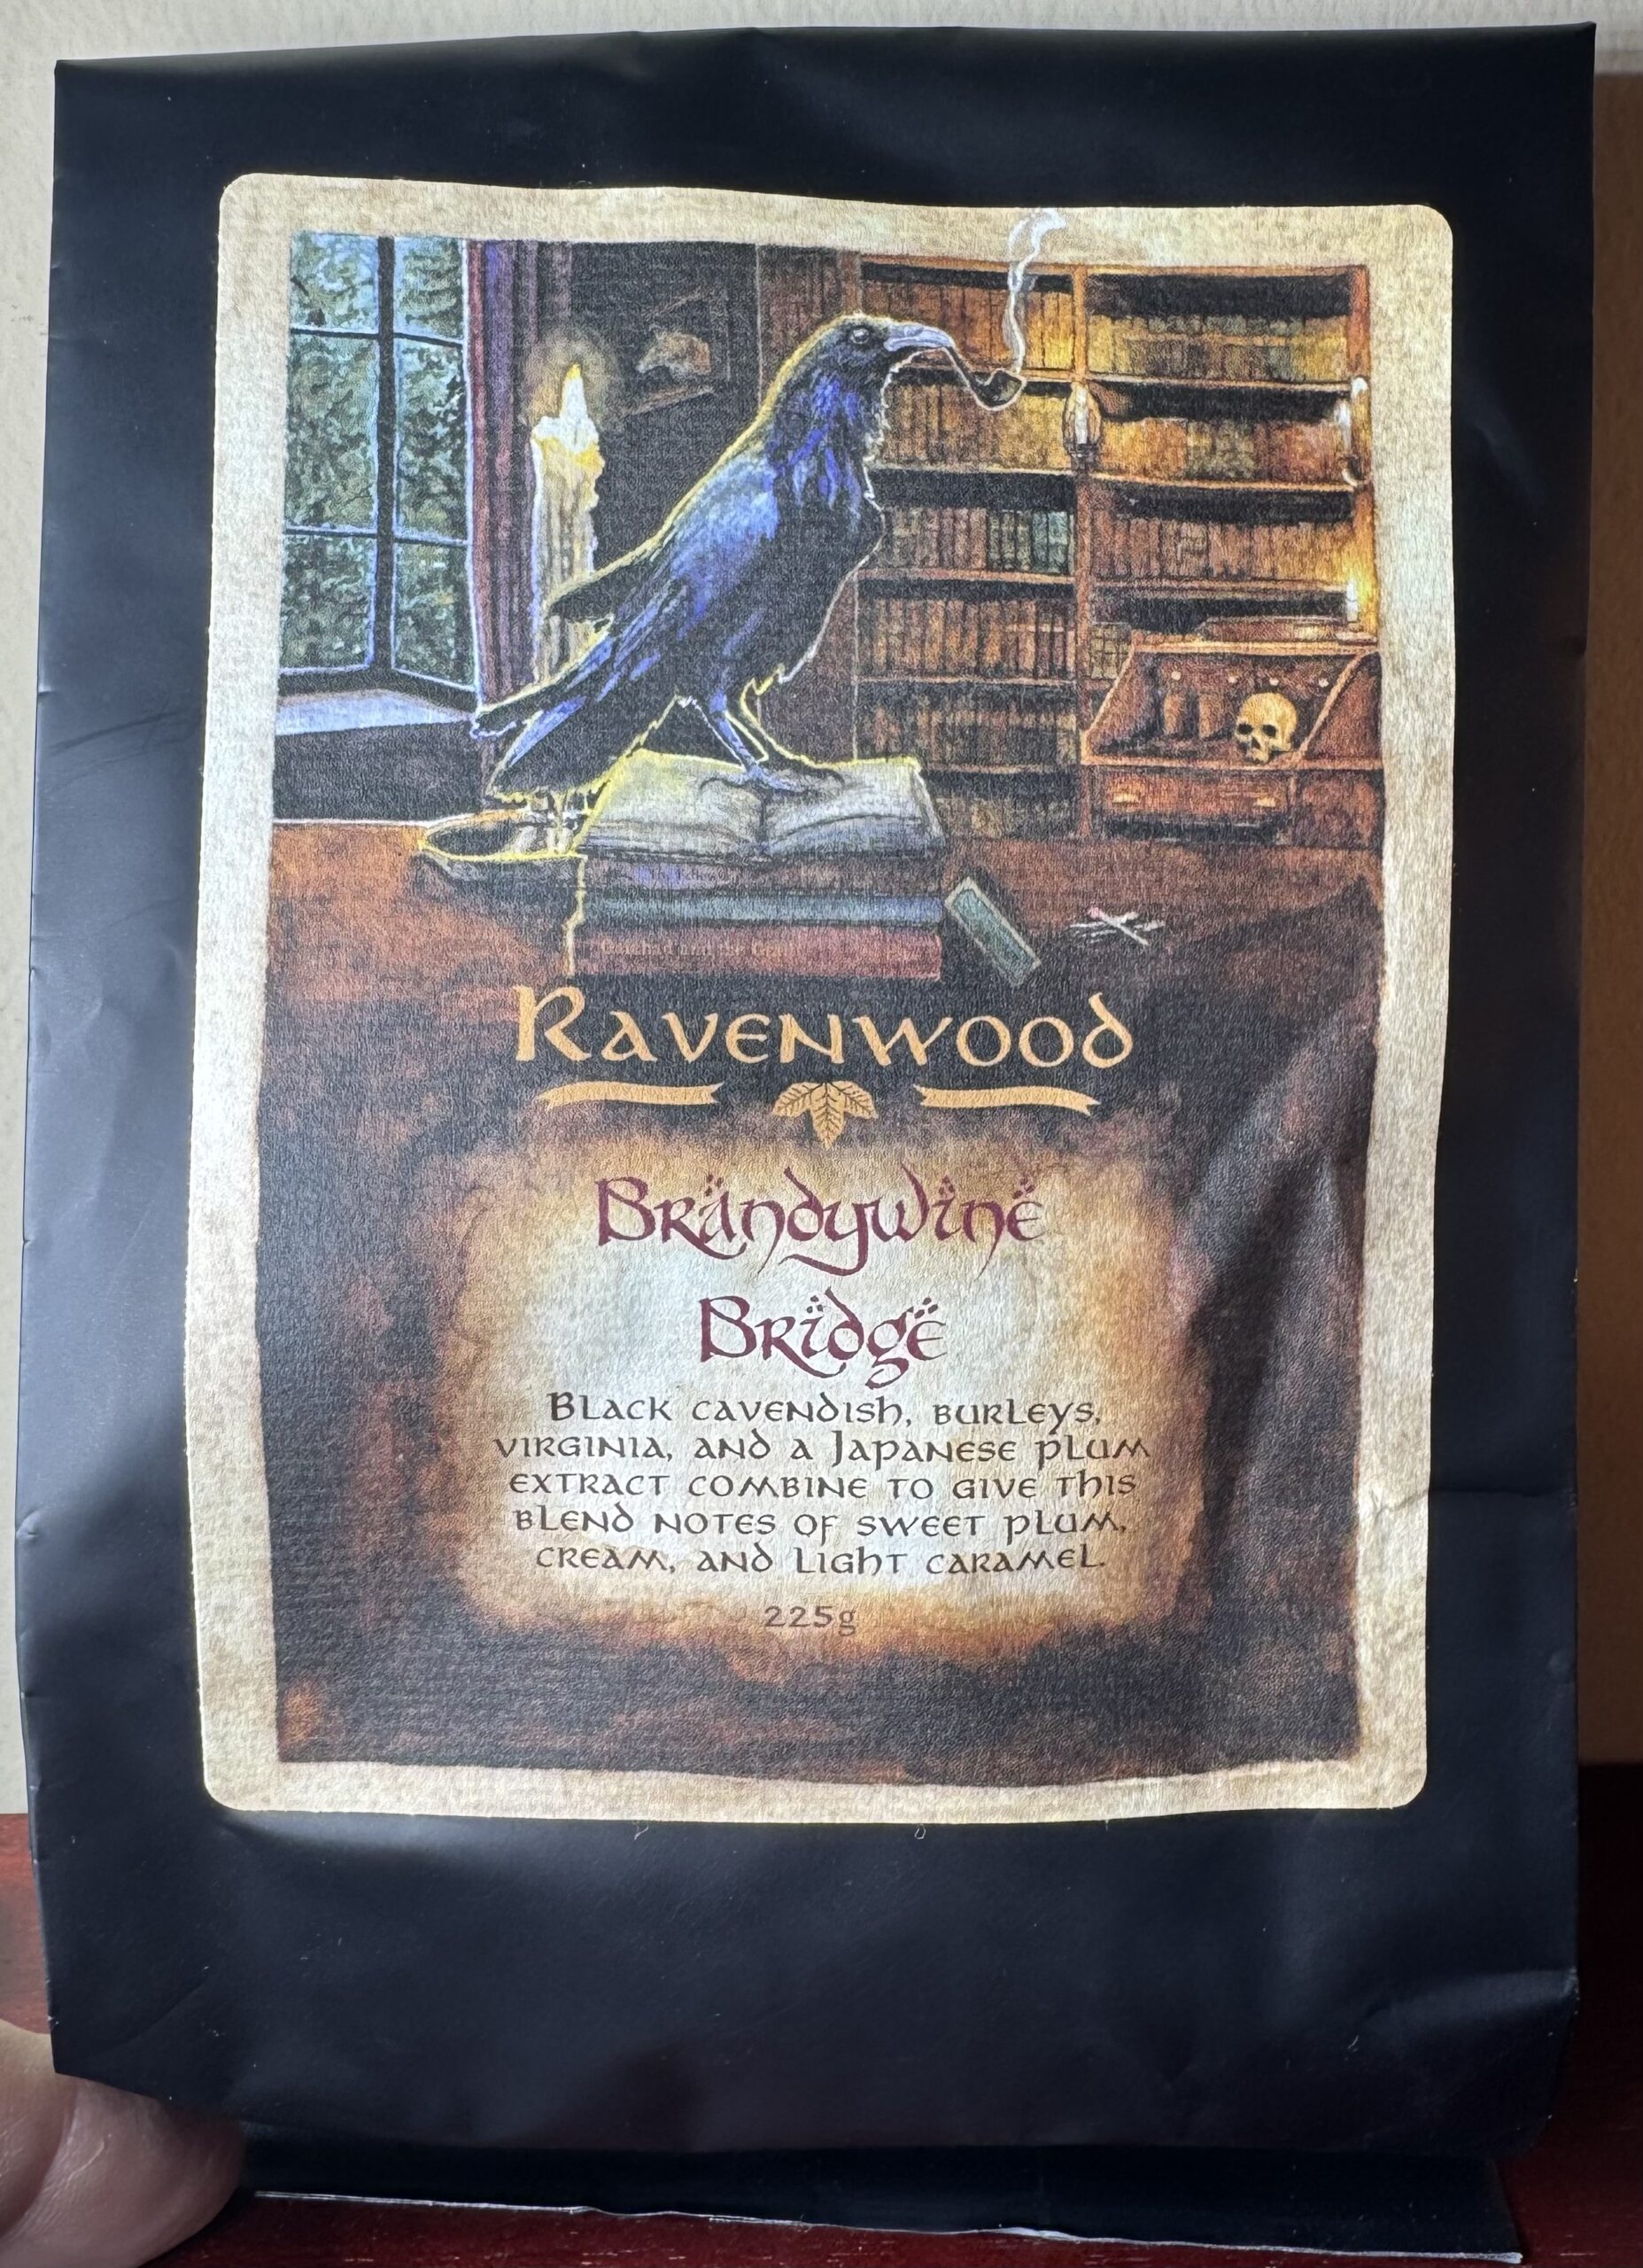 Ravenwood
Brandywine
Bridge
Black cavendish, burleys,
virginia, and a Japanese plum
extract combine to give this
blend notes of sweet plum,
cream, and light caramel.
225g